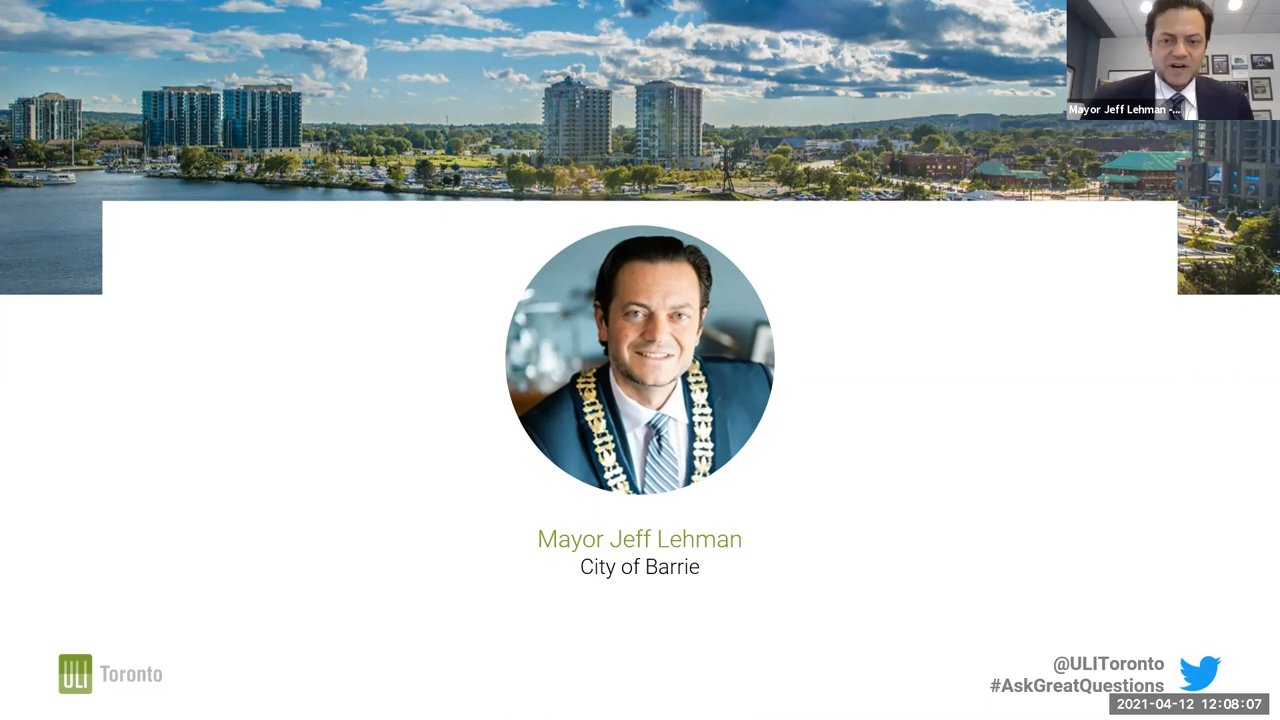 Mayor Jeff Lehman -...
Mayor Jeff Lehman
City of Barrie
ULI Toronto
@ULIToronto
#AskGreatQuestions
2021-04-12 12:08:07